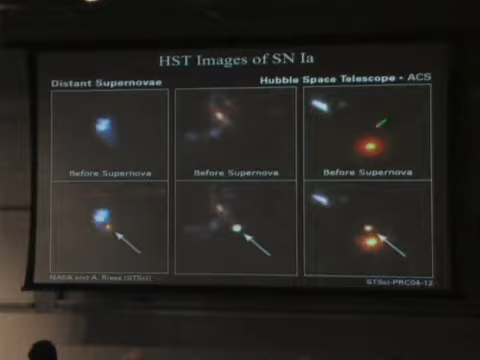 HST Images of SN Ia
Distant Supernovae
Hubble Space Telescope • ACS
Before Supernova
Before Supernova
Before Supernova
NASA and A. Riess (STScI)
STScI-PRC04-12